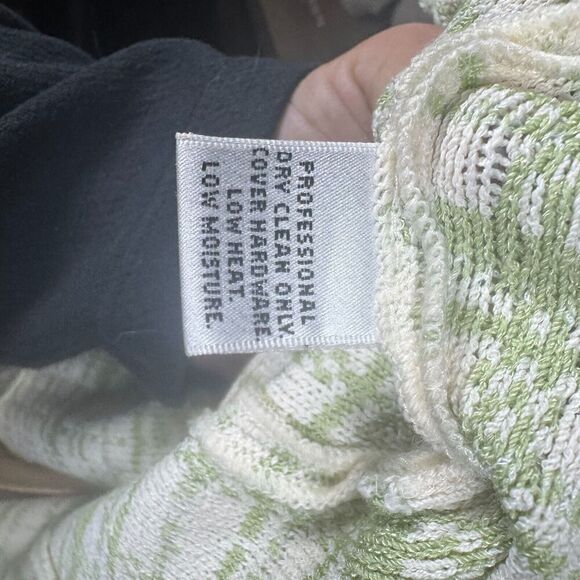 PROFESSIONAL
DRY CLEAN ONLY
COVER HARDWARE
LOW HEAT.
LOW MOISTURE.